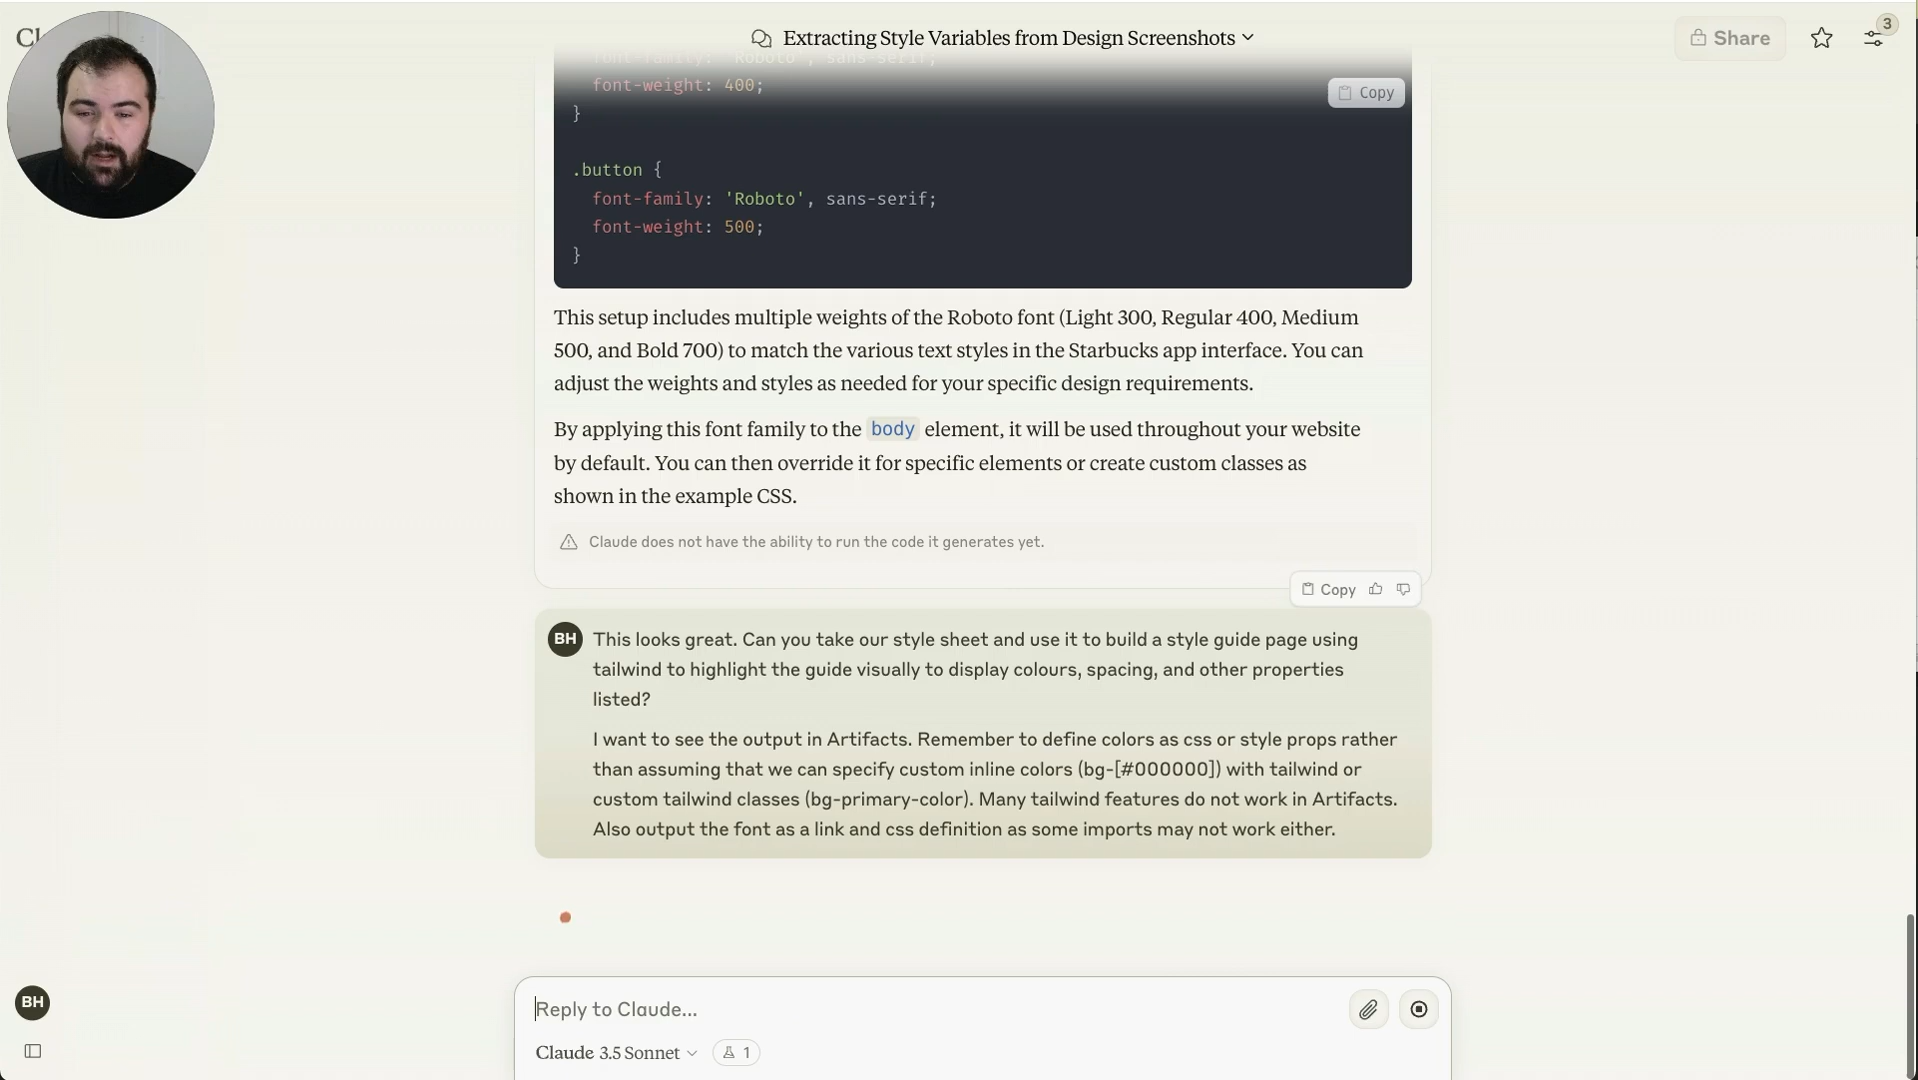 Extracting Style Variables from Design Screenshots
Share
3
font-family: 'Roboto', sans-serif;
font-weight: 400;
Copy
}
.button {
font-family: 'Roboto', sans-serif;
font-weight: 500;
}
This setup includes multiple weights of the Roboto font (Light 300, Regular 400, Medium
500, and Bold 700) to match the various text styles in the Starbucks app interface. You can
adjust the weights and styles as needed for your specific design requirements.
By applying this font family to the body element, it will be used throughout your website
by default. You can then override it for specific elements or create custom classes as
shown in the example CSS.
Claude does not have the ability to run the code it generates yet.
Copy
BH
This looks great. Can you take our style sheet and use it to build a style guide page using
tailwind to highlight the guide visually to display colours, spacing, and other properties
listed?
I want to see the output in Artifacts. Remember to define colors as css or style props rather
than assuming that we can specify custom inline colors (bg-[#000000]) with tailwind or
custom tailwind classes (bg-primary-color). Many tailwind features do not work in Artifacts.
Also output the font as a link and css definition as some imports may not work either.
BH
Reply to Claude...
Claude 3.5 Sonnet
1